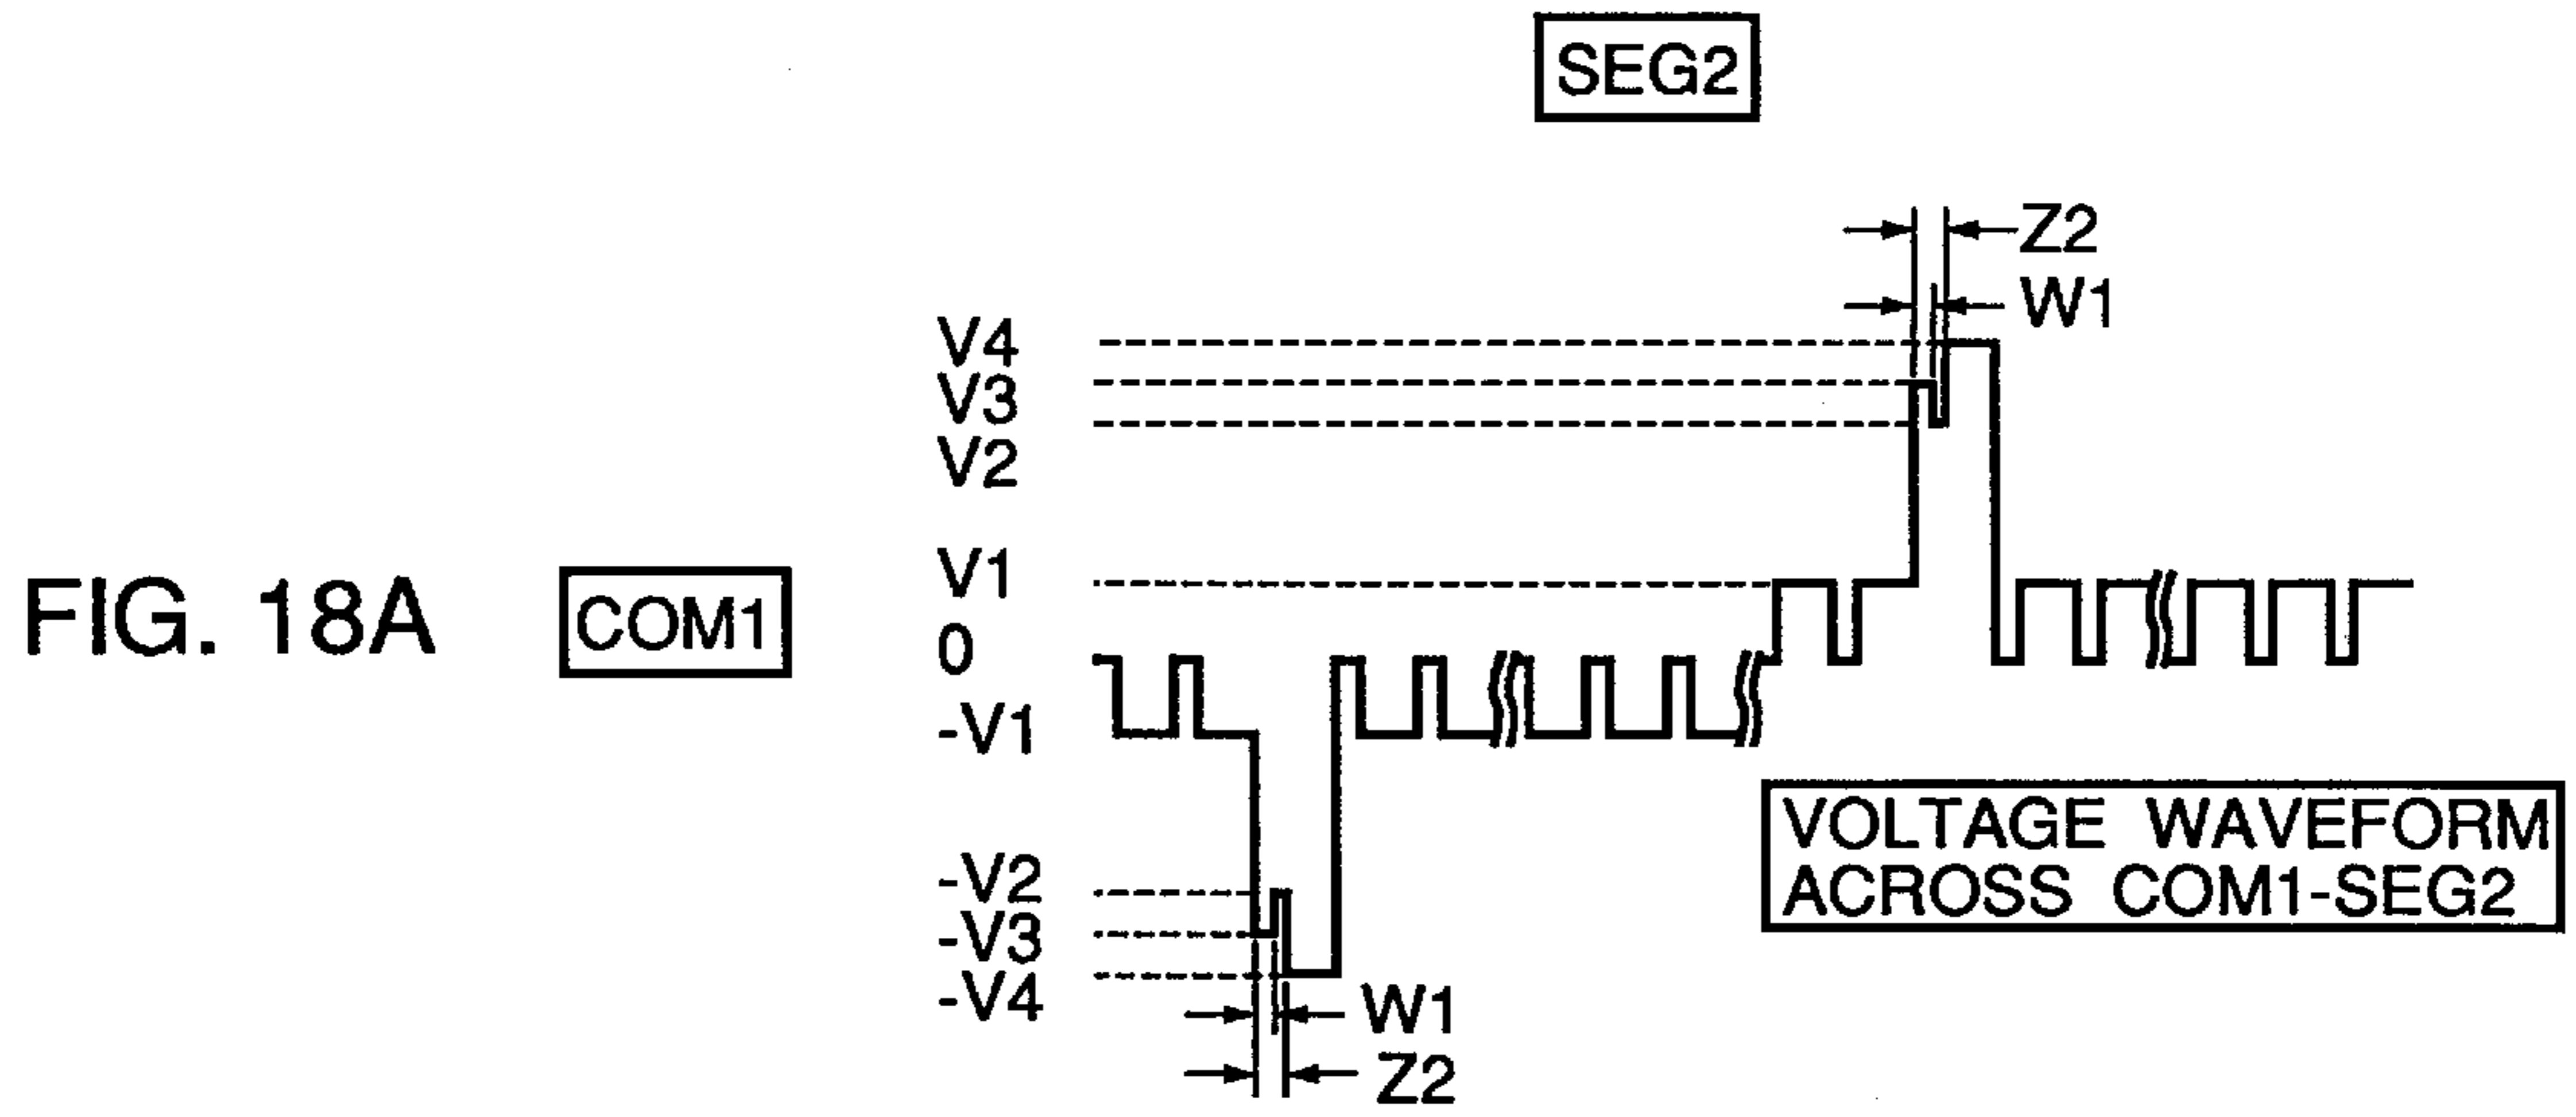 SEG2
Z2
W1
V4
V3
V2
V1
0
-V1
-V2
-V3
-V4
FIG. 18A
COM1
VOLTAGE WAVEFORM
ACROSS COM1-SEG2
W1
Z2